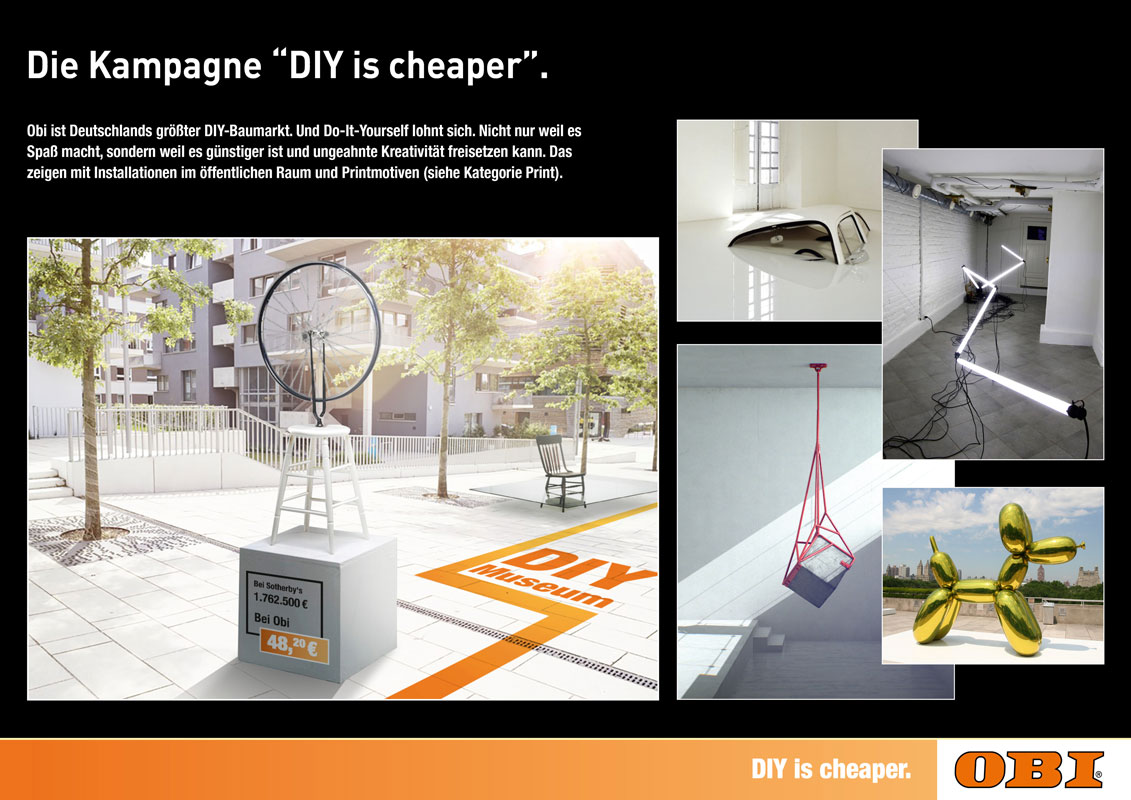 Die Kampagne “DIY is cheaper”.
Obi ist Deutschlands größter DIY-Baumarkt. Und Do-It-Yourself lohnt sich. Nicht nur weil es
Spaß macht, sondern weil es günstiger ist und ungeahnte Kreativität freisetzen kann. Das
zeigen mit Installationen im öffentlichen Raum und Printmotiven (siehe Kategorie Print).
DIY
Museum
Bei Sotherby's
1.762.500 €
Bei Obi
48,20 €
DIY is cheaper.
OBI®